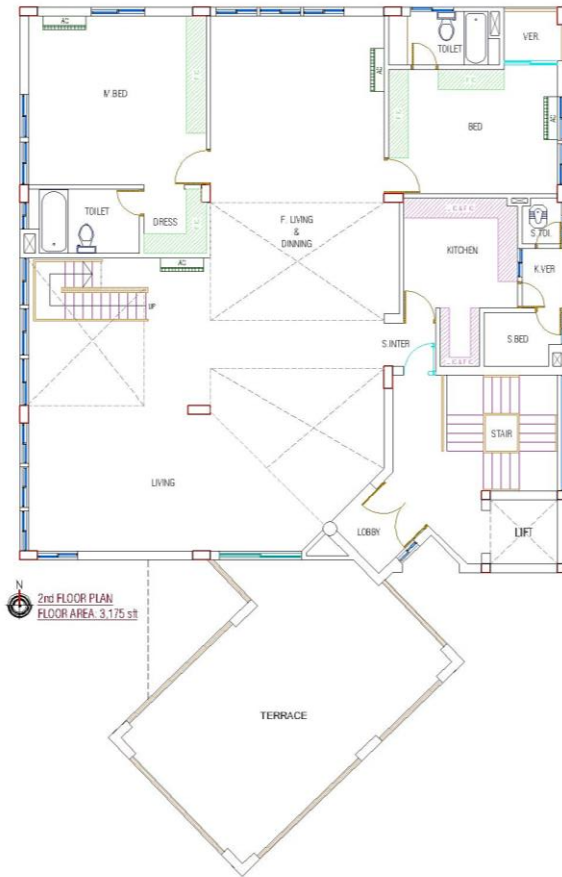 AC
TOILET
VER.
M.BED
F.C
F.C
AC
F.C
BED
AC
TOILET
DRESS
F.C
F. LIVING
&
DINNING
C & F.C
S.TOI.
KITCHEN
K.VER
AC
UP
S.INTER
C & F.C
S.BED
STAIR
LIVING
LOBBY
LIFT
N
2nd FLOOR PLAN
FLOOR AREA: 3,175 sft
TERRACE